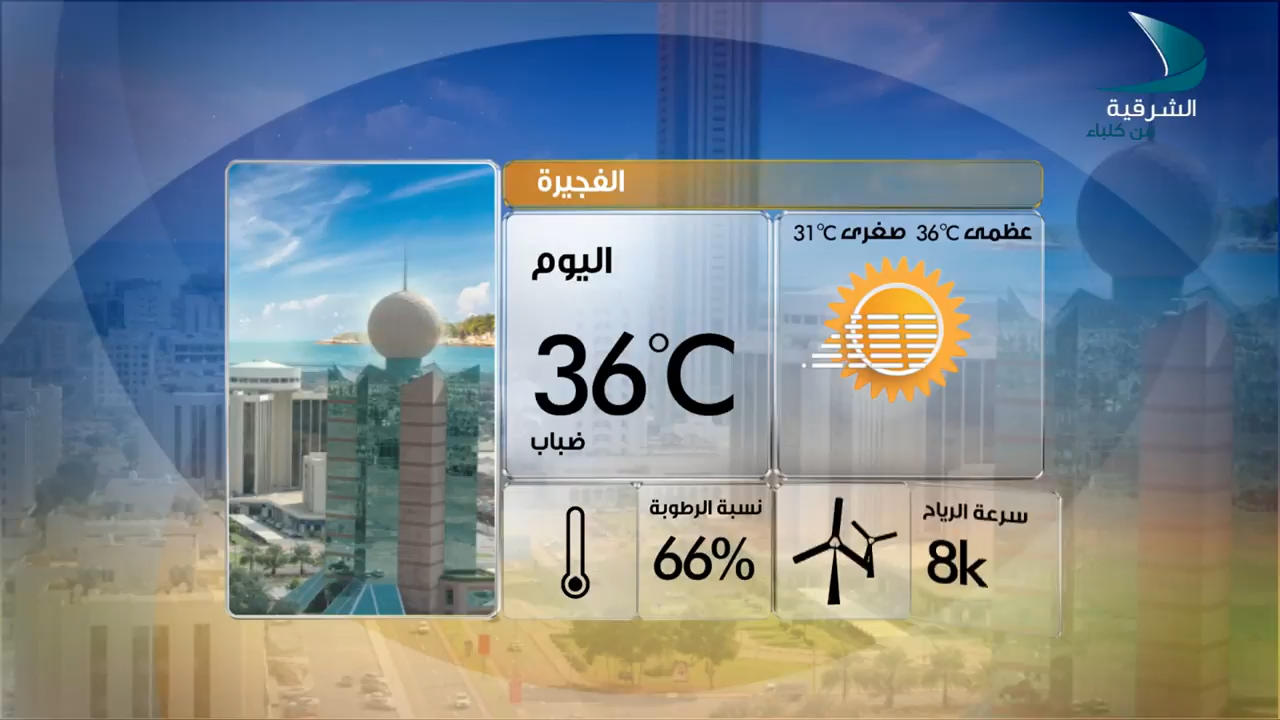 الشرقية
من كلباء
الفجيرة
عظمى 36°C صغرى 31°C
اليوم
36°C
ضباب
سرعة الرياح
8k
نسبة الرطوبة
66%